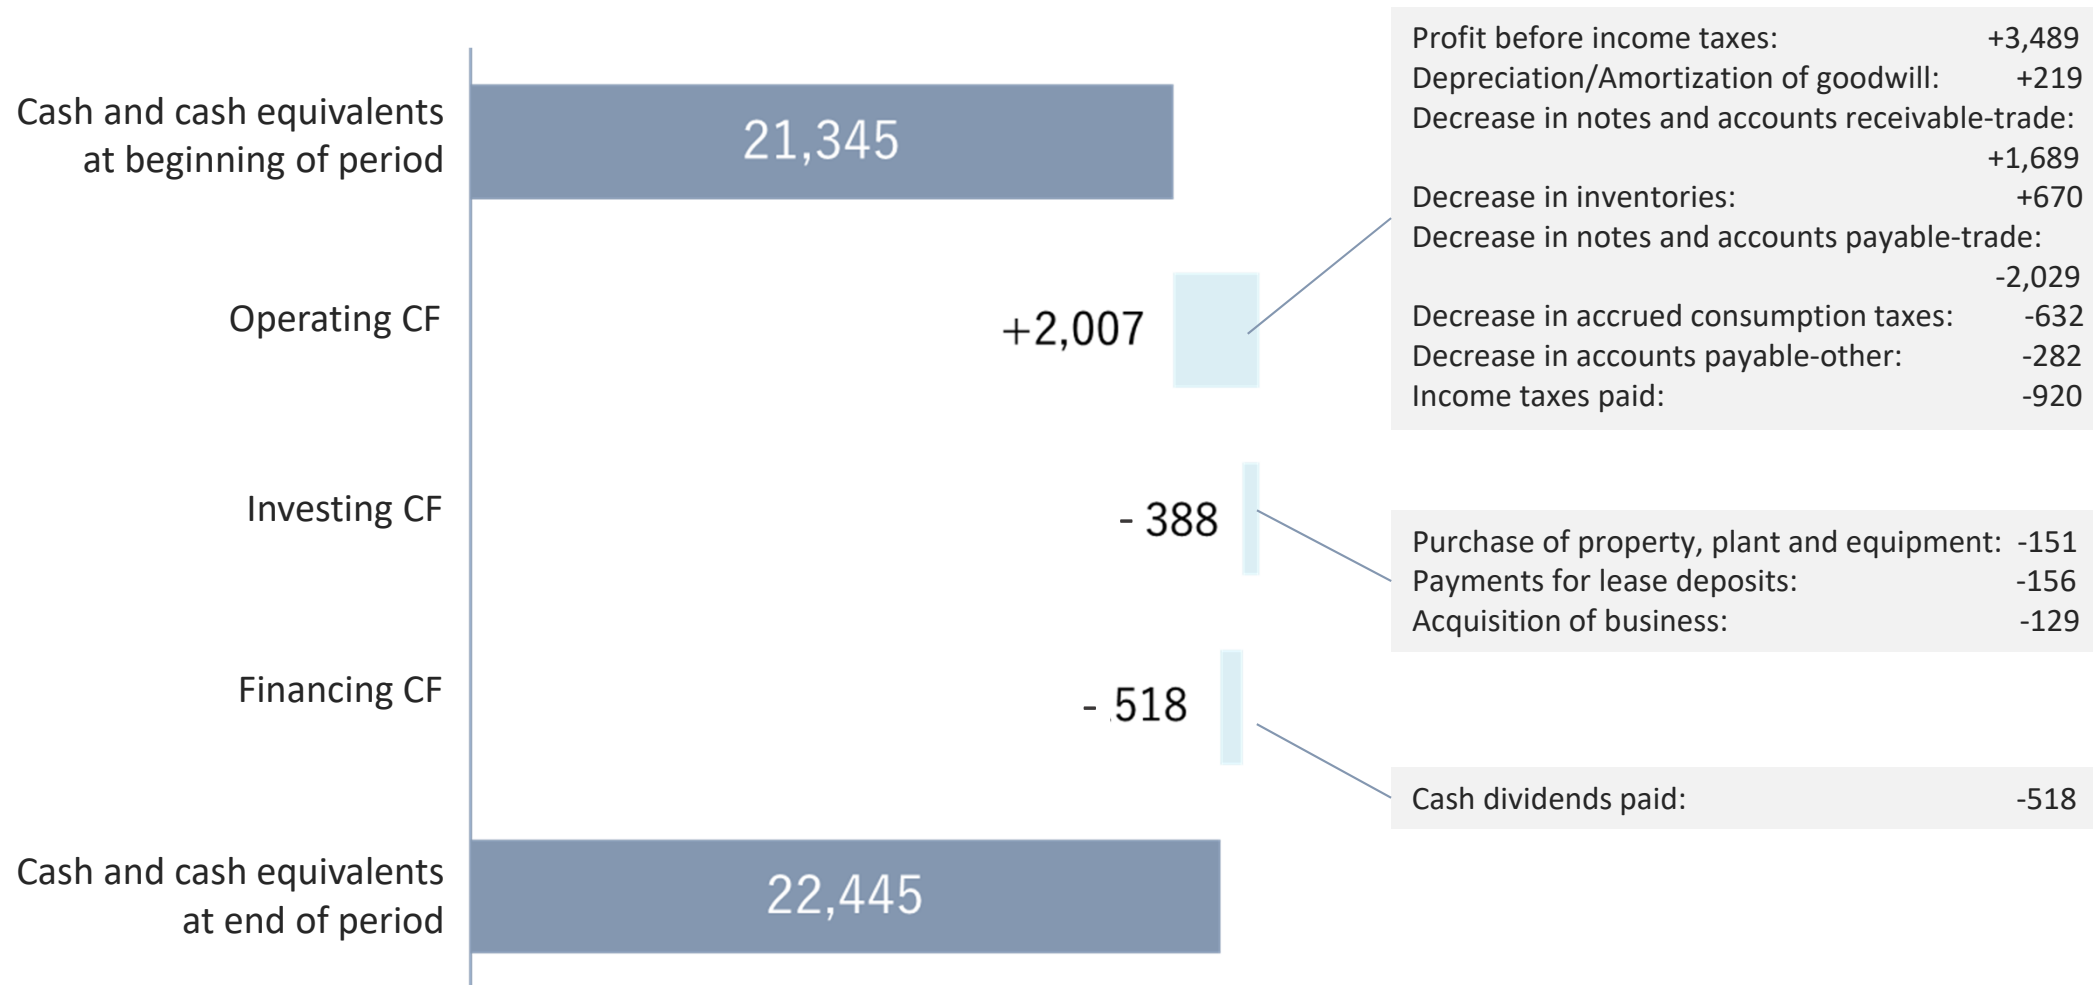 Cash and cash equivalents
at beginning of period
21,345
Operating CF
+2,007
Profit before income taxes: +3,489
Depreciation/Amortization of goodwill: +219
Decrease in notes and accounts receivable-trade:
+1,689
Decrease in inventories: +670
Decrease in notes and accounts payable-trade:
-2,029
Decrease in accrued consumption taxes: -632
Decrease in accounts payable-other: -282
Income taxes paid: -920
Investing CF
- 388
Purchase of property, plant and equipment: -151
Payments for lease deposits: -156
Acquisition of business: -129
Financing CF
- 518
Cash dividends paid: -518
Cash and cash equivalents
at end of period
22,445